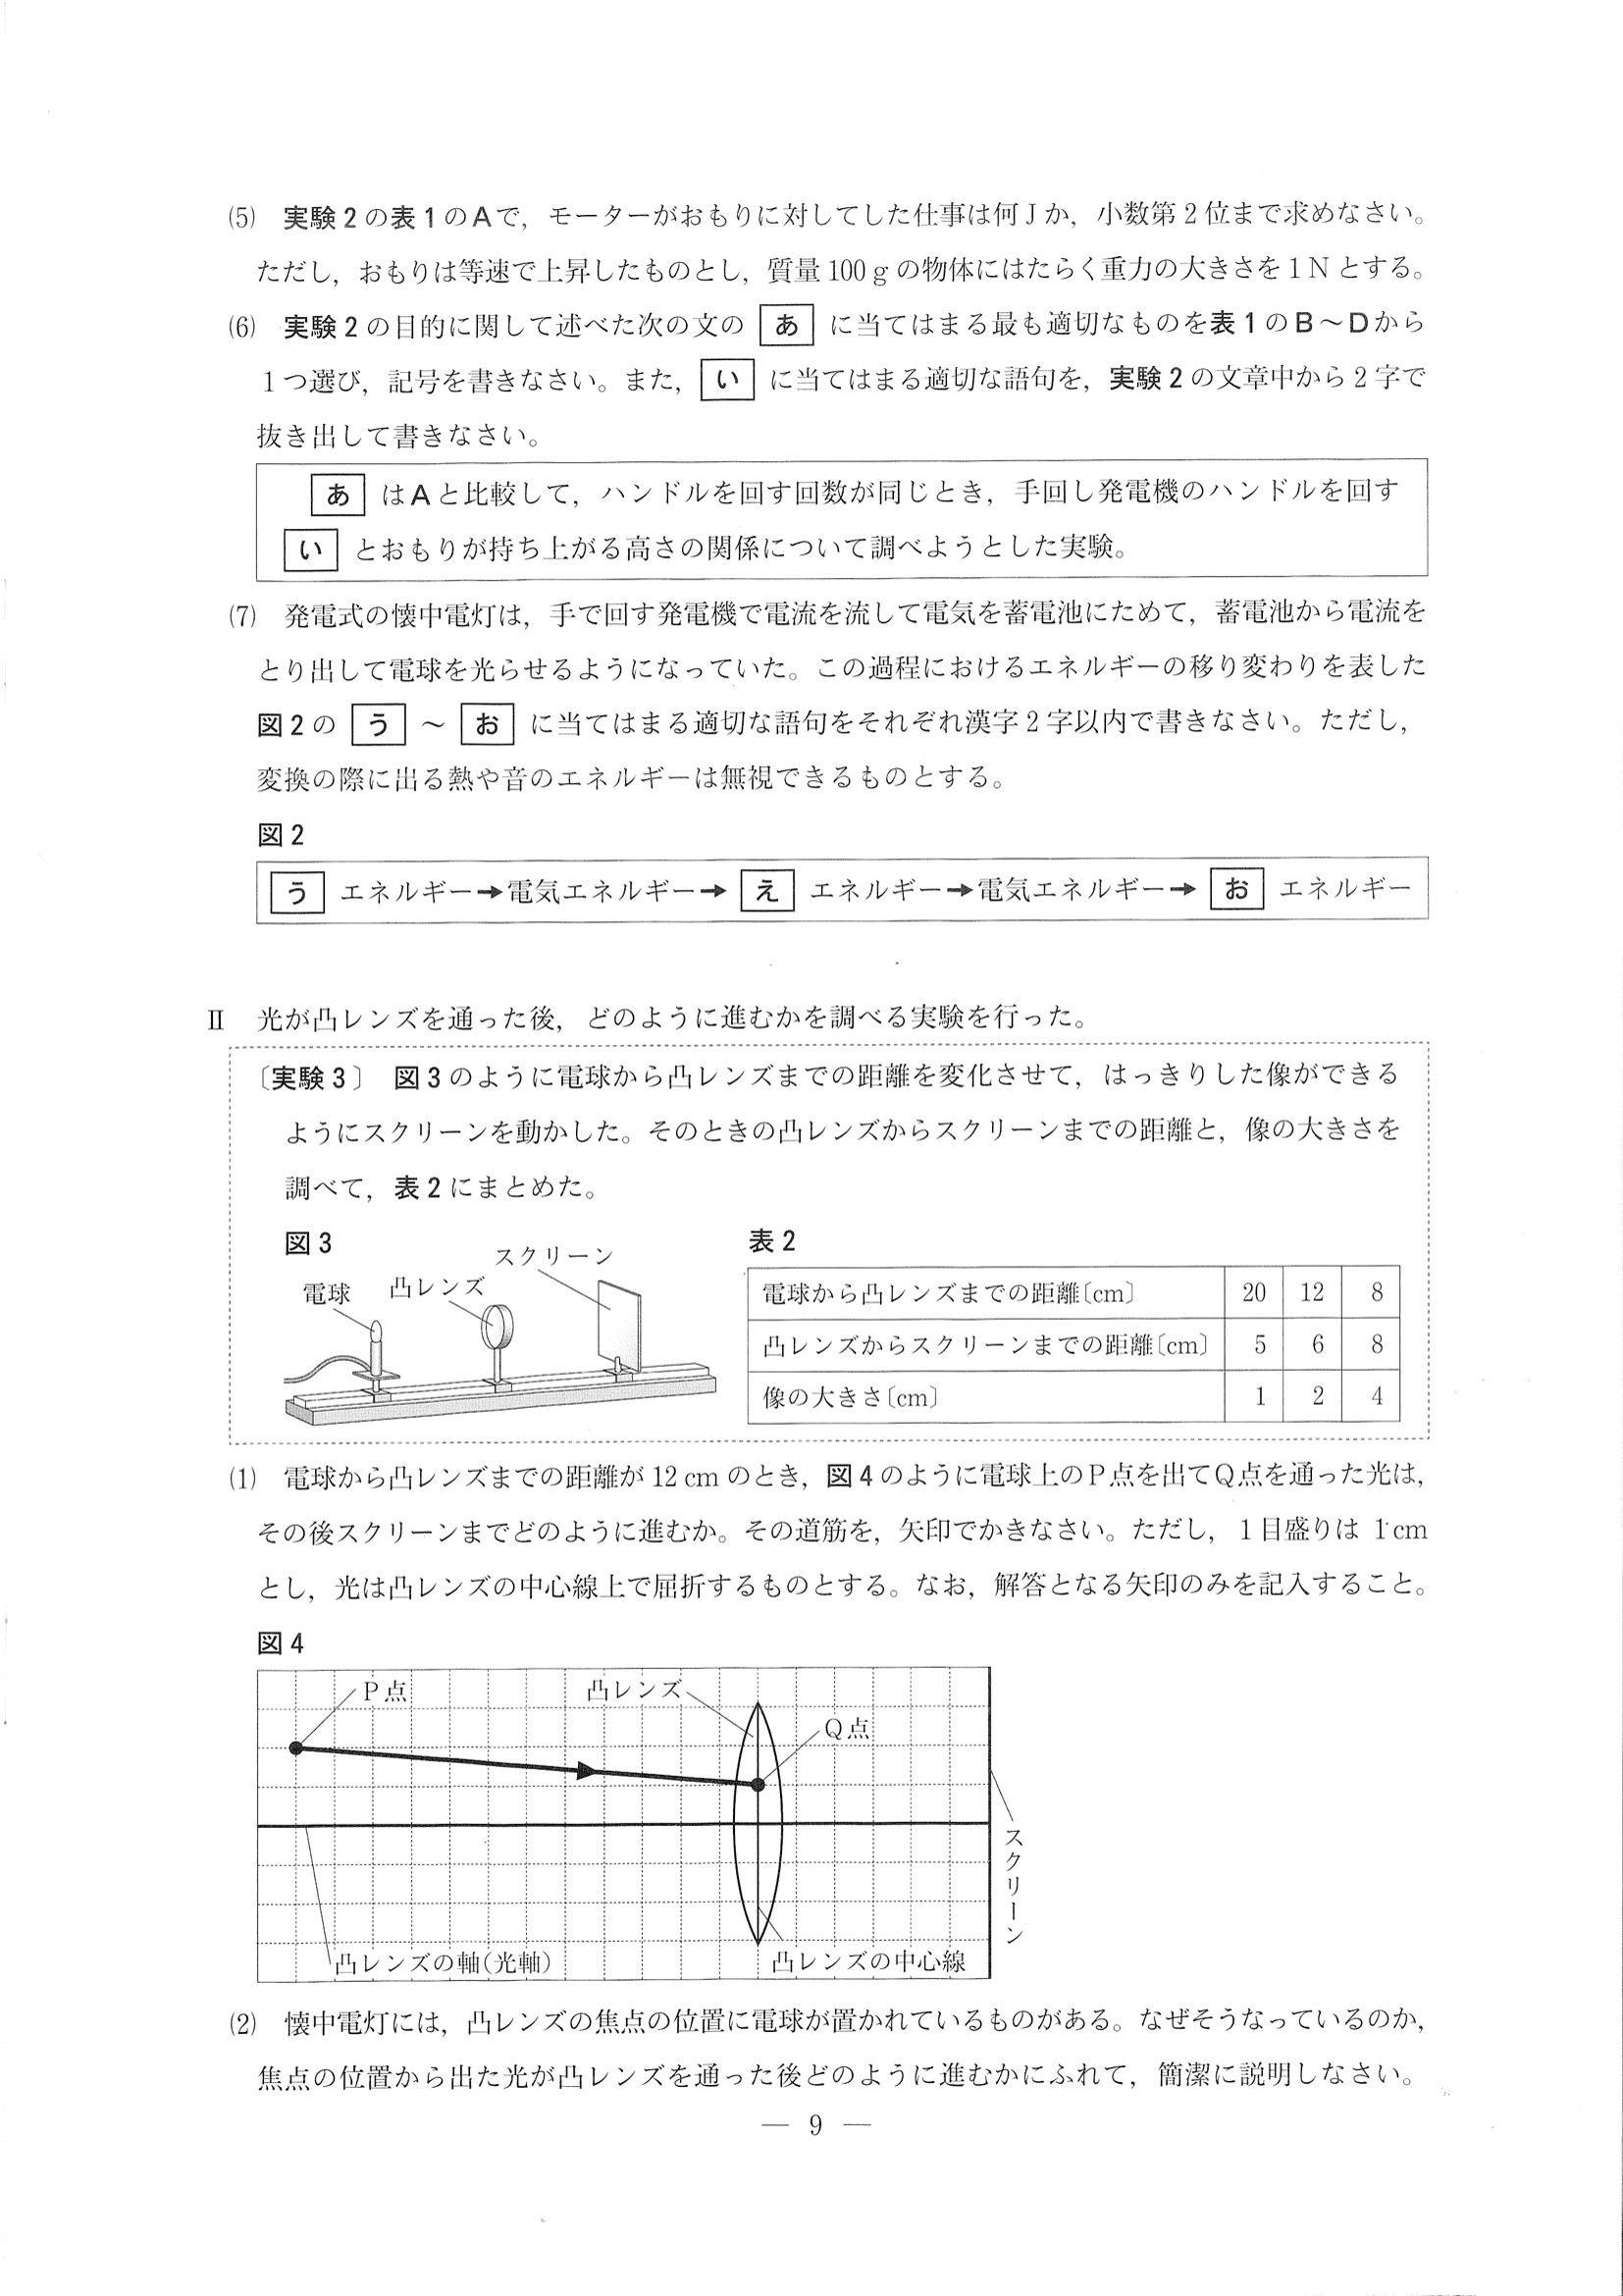 (5) 実験2の表1のAで，モーターがおもりに対してした仕事は何Jか，小数第2位まで求めなさい。
ただし，おもりは等速で上昇したものとし，質量100gの物体にはたらく重力の大きさを1Nとする。
(6) 実験2の目的に関して述べた次の文の あ に当てはまる最も適切なものを表1のB～Dから
1つ選び，記号を書きなさい。また， い に当てはまる適切な語句を，実験2の文章中から2字で
抜き出して書きなさい。
あ はAと比較して，ハンドルを回す回数が同じとき，手回し発電機のハンドルを回す
い とおもりが持ち上がる高さの関係について調べようとした実験。
(7) 発電式の懐中電灯は，手で回す発電機で電流を流して電気を蓄電池にためて，蓄電池から電流を
とり出して電球を光らせるようになっていた。この過程におけるエネルギーの移り変わりを表した
図2の う ～ お に当てはまる適切な語句をそれぞれ漢字2字以内で書きなさい。ただし，
変換の際に出る熱や音のエネルギーは無視できるものとする。
図2
う エネルギー→電気エネルギー→ え エネルギー→電気エネルギー→ お エネルギー
Ⅱ 光が凸レンズを通った後，どのように進むかを調べる実験を行った。
〔実験3〕 図3のように電球から凸レンズまでの距離を変化させて，はっきりした像ができる
ようにスクリーンを動かした。そのときの凸レンズからスクリーンまでの距離と，像の大きさを
調べて，表2にまとめた。
図3
スクリーン
電球 凸レンズ
表2
電球から凸レンズまでの距離〔cm〕 20 12 8
凸レンズからスクリーンまでの距離〔cm〕 5 6 8
像の大きさ〔cm〕 1 2 4
(1) 電球から凸レンズまでの距離が12cmのとき，図4のように電球上のP点を出てQ点を通った光は，
その後スクリーンまでどのように進むか。その道筋を，矢印でかきなさい。ただし，1目盛りは1cm
とし，光は凸レンズの中心線上で屈折するものとする。なお，解答となる矢印のみを記入すること。
図4
P点 凸レンズ
Q点
スクリーン
凸レンズの軸(光軸) 凸レンズの中心線
(2) 懐中電灯には，凸レンズの焦点の位置に電球が置かれているものがある。なぜそうなっているのか，
焦点の位置から出た光が凸レンズを通った後どのように進むかにふれて，簡潔に説明しなさい。
— 9 —